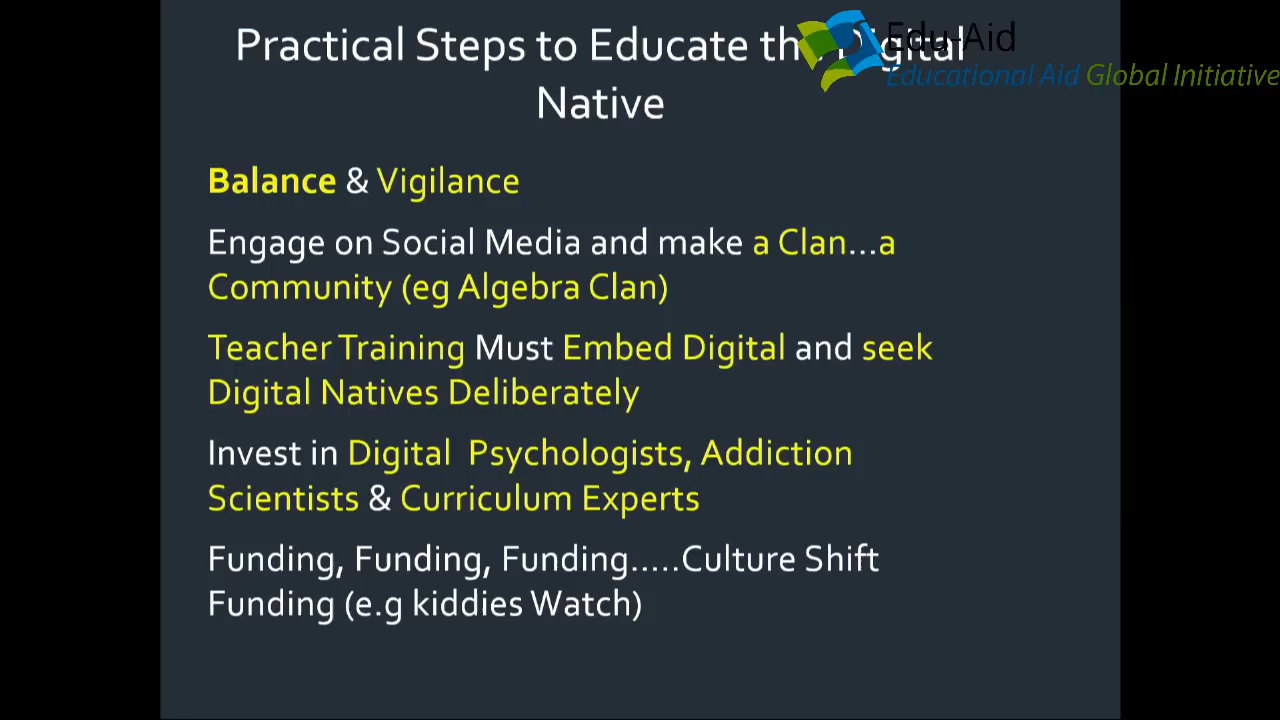 Practical Steps to Educate the Digital
Native
Edu-Aid
Educational Aid Global Initiative
Balance & Vigilance
Engage on Social Media and make a Clan...a
Community (eg Algebra Clan)
Teacher Training Must Embed Digital and seek
Digital Natives Deliberately
Invest in Digital  Psychologists, Addiction
Scientists & Curriculum Experts
Funding, Funding, Funding.....Culture Shift
Funding (e.g kiddies Watch)